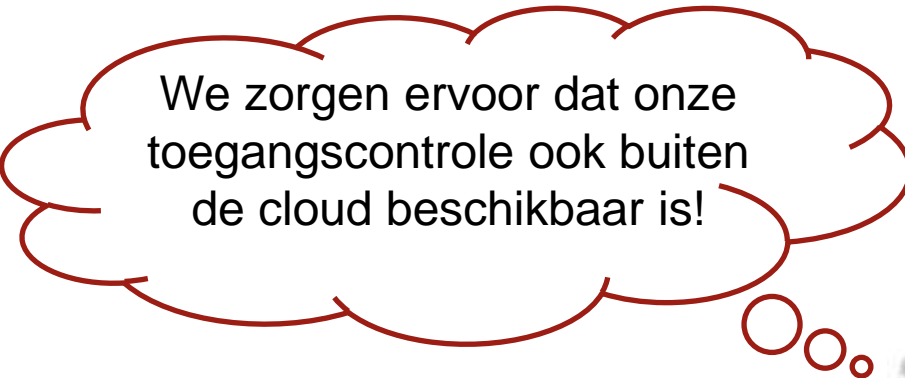 We zorgen ervoor dat onze
toegangscontrole ook buiten
de cloud beschikbaar is!